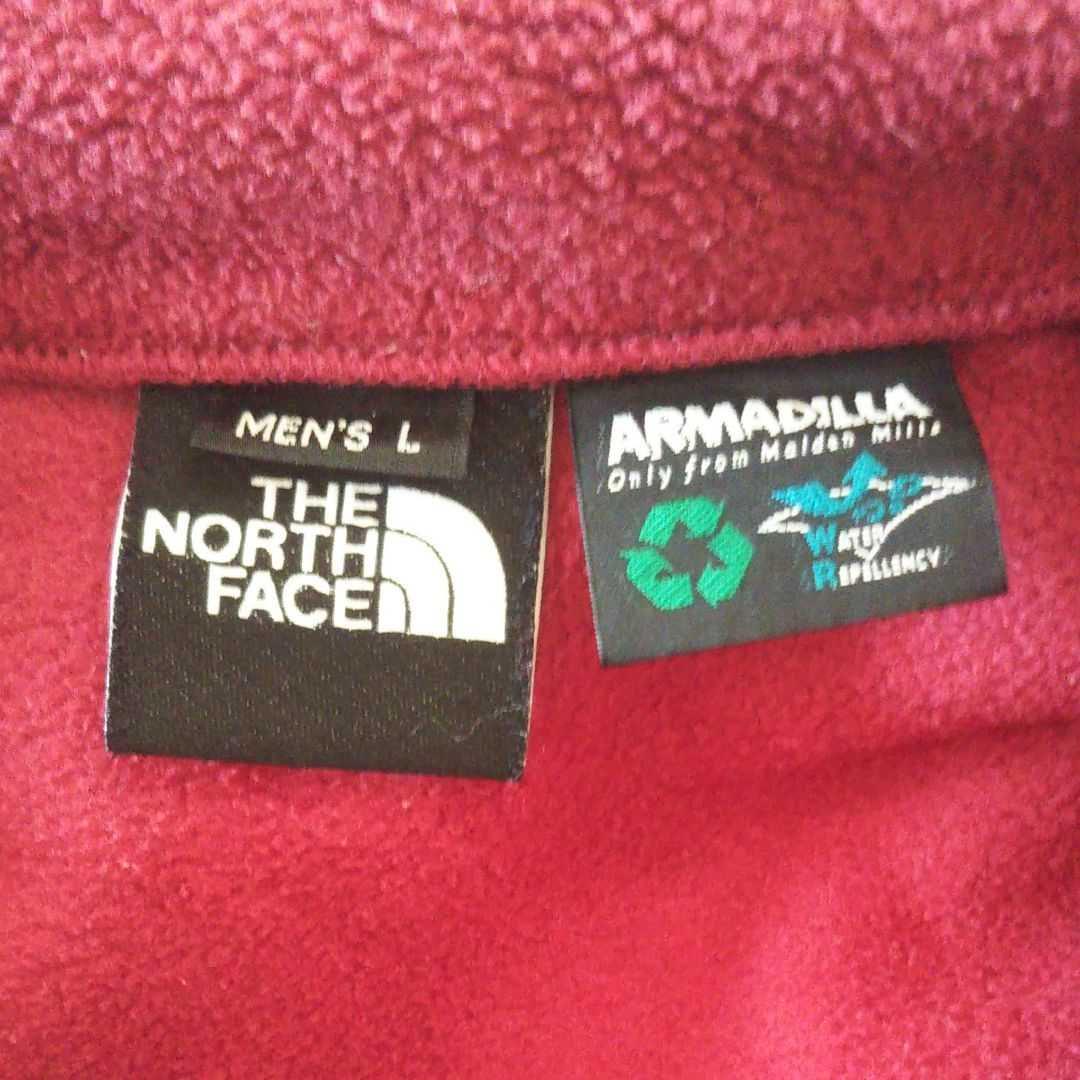 MEN'S L
THE
NORTH
FACE
ARMADILLA
Only from Malden Mills
WATER
REPELLENCY